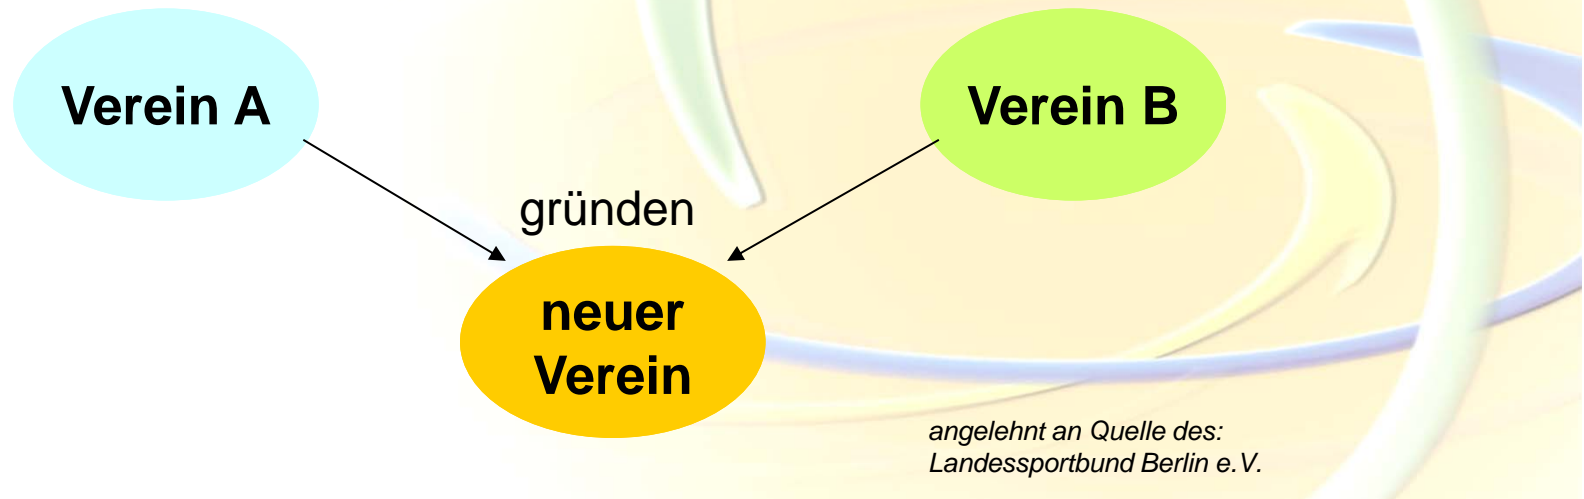 Verein A
Verein B
gründen
neuer
Verein
angelehnt an Quelle des:
Landessportbund Berlin e.V.